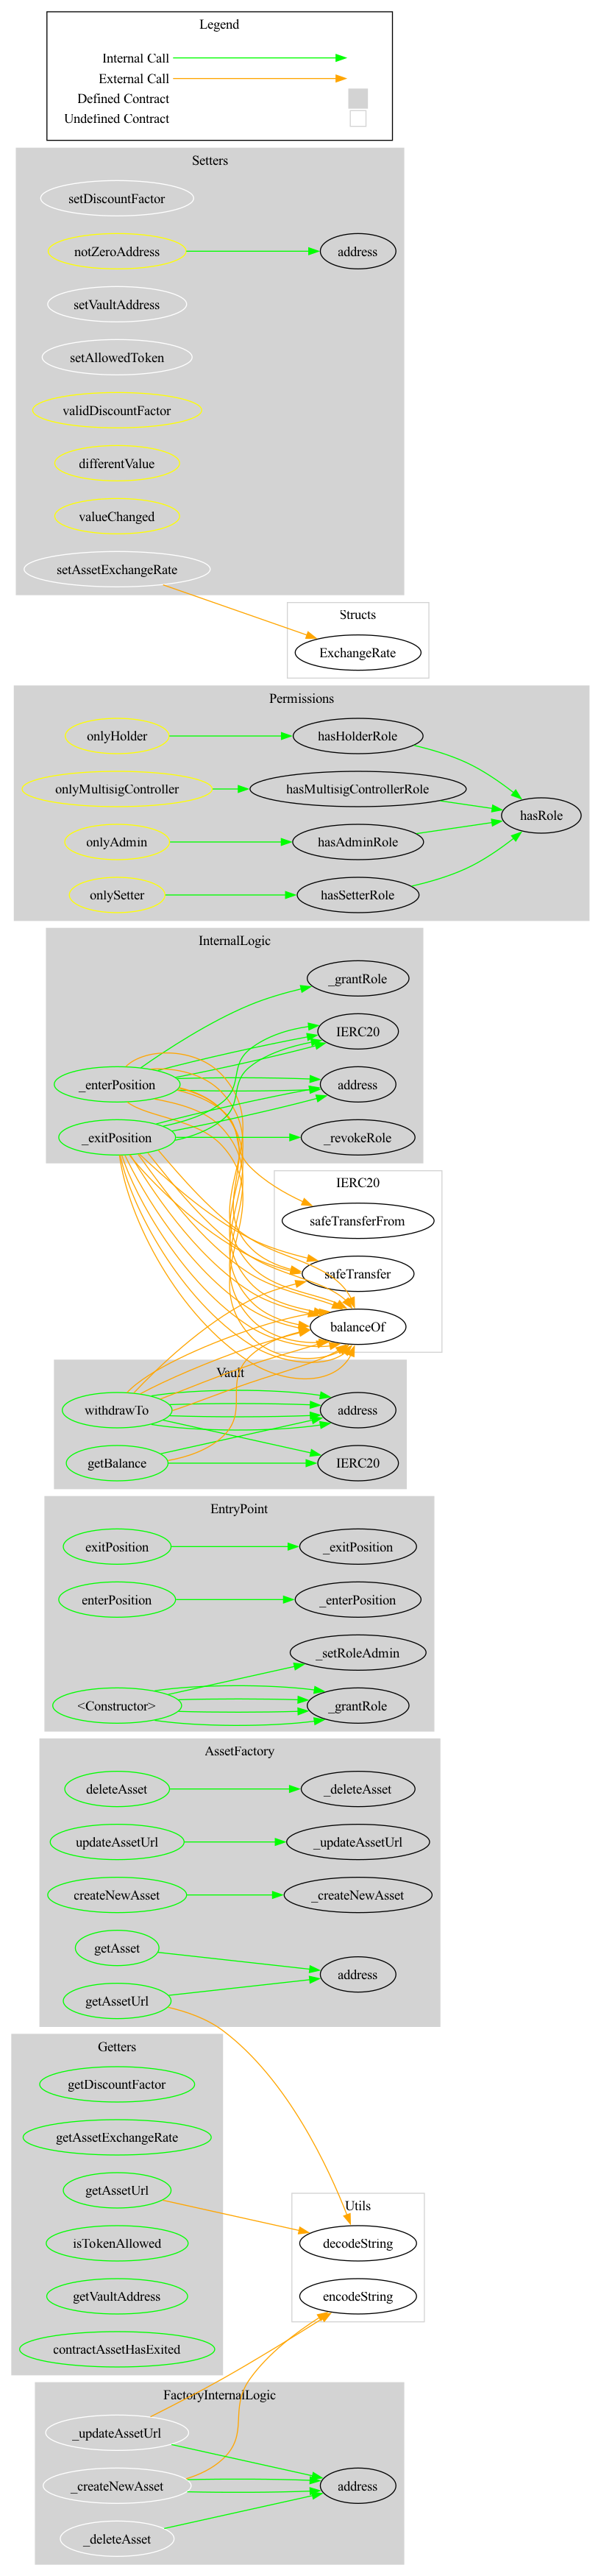 Legend
Internal Call
External Call
Defined Contract
Undefined Contract
Setters
setDiscountFactor
notZeroAddress
address
setVaultAddress
setAllowedToken
validDiscountFactor
differentValue
valueChanged
setAssetExchangeRate
Structs
ExchangeRate
Permissions
onlyHolder
hasHolderRole
onlyMultisigController
hasMultisigControllerRole
hasRole
onlyAdmin
hasAdminRole
onlySetter
hasSetterRole
InternalLogic
_grantRole
IERC20
_enterPosition
address
_exitPosition
_revokeRole
IERC20
safeTransferFrom
safeTransfer
balanceOf
Vault
withdrawTo
address
getBalance
IERC20
EntryPoint
exitPosition
_exitPosition
enterPosition
_enterPosition
_setRoleAdmin
<Constructor>
_grantRole
AssetFactory
deleteAsset
_deleteAsset
updateAssetUrl
_updateAssetUrl
createNewAsset
_createNewAsset
getAsset
address
getAssetUrl
Getters
getDiscountFactor
getAssetExchangeRate
getAssetUrl
Utils
decodeString
isTokenAllowed
encodeString
getVaultAddress
contractAssetHasExited
FactoryInternalLogic
_updateAssetUrl
_createNewAsset
address
_deleteAsset